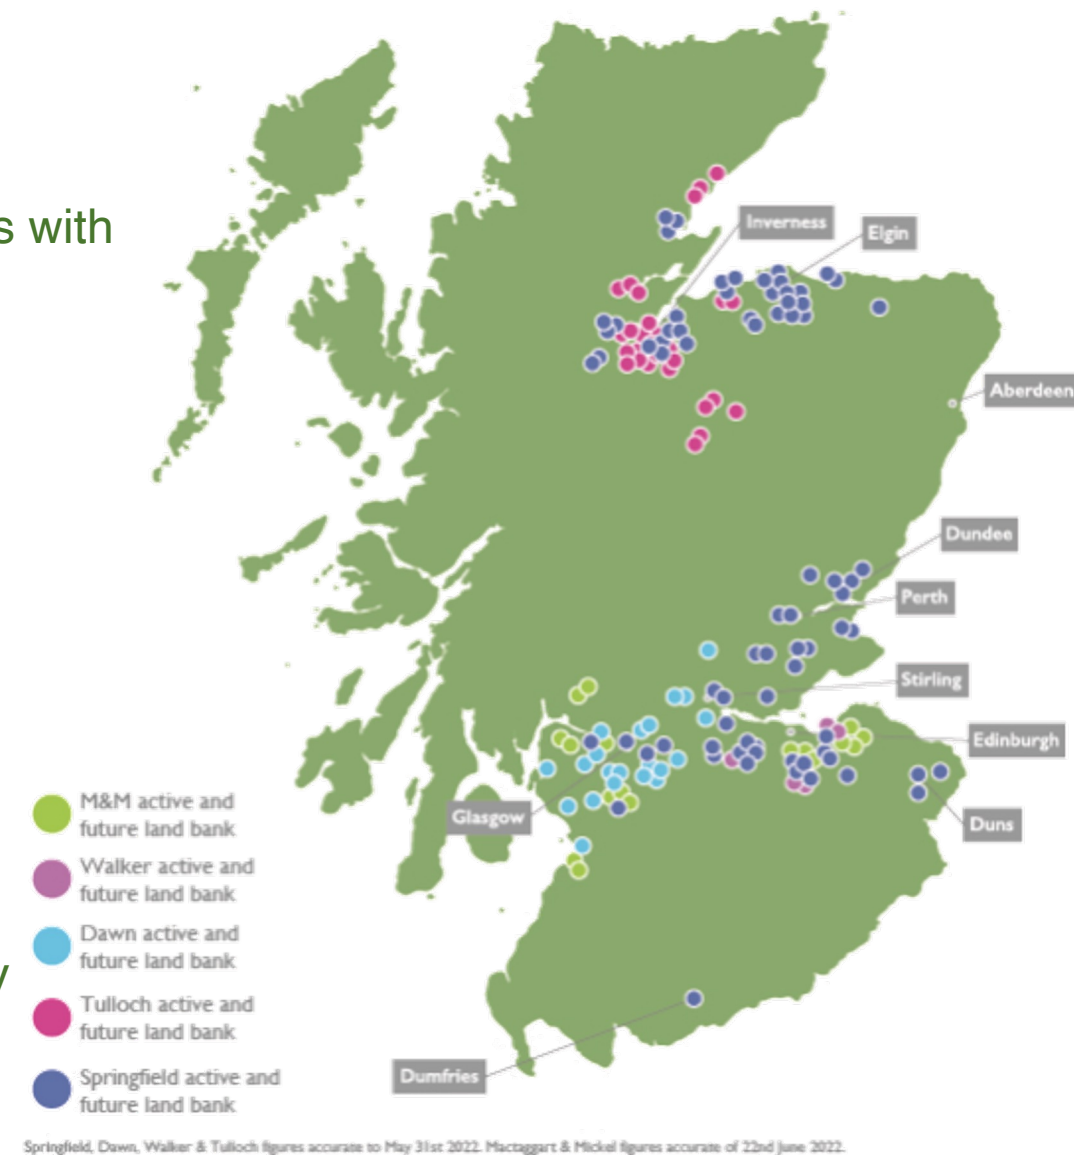 s with
Inverness
Elgin
Aberdeen
Dundee
Perth
Stirling
Edinburgh
Glasgow
Duns
M&M active and
future land bank
Walker active and
future land bank
Dawn active and
future land bank
y
Tulloch active and
future land bank
Springfield active and
future land bank
Dumfries
Springfield, Dawn, Walker & Tulloch figures accurate to May 31st 2022. Mactaggart & Mickel figures accurate of 22nd June 2022.